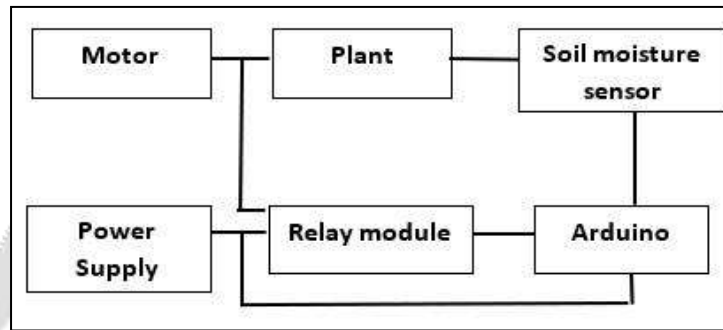 Motor
Plant
Soil moisture
sensor
Power
Supply
Relay module
Arduino